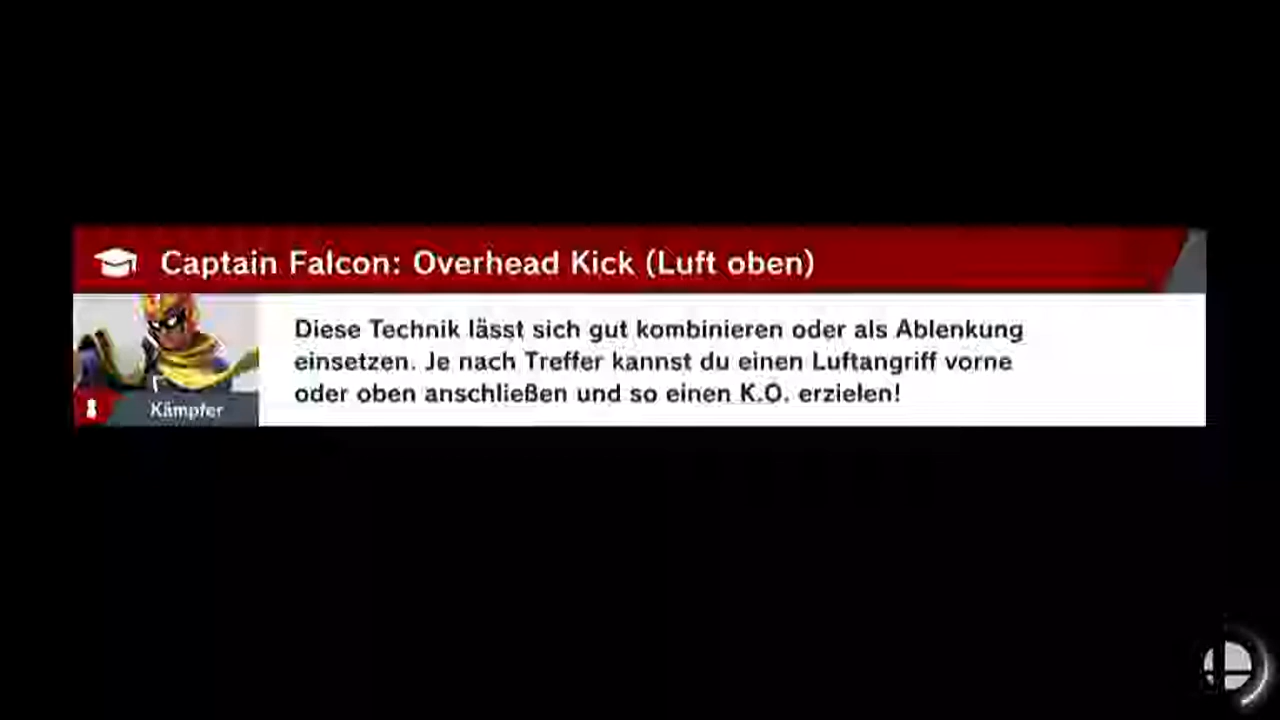 Captain Falcon: Overhead Kick (Luft oben)
Diese Technik lässt sich gut kombinieren oder als Ablenkung
einsetzen. Je nach Treffer kannst du einen Luftangriff vorne
oder oben anschließen und so einen K.O. erzielen!
Kämpfer